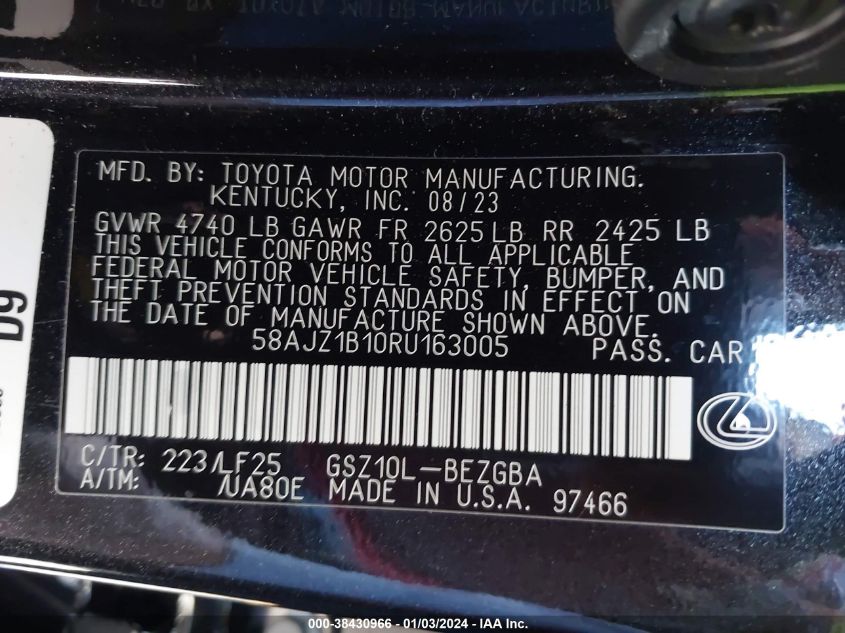 MFD. BY: TOYOTA MOTOR MANUFACTURING.
KENTUCKY, INC. 08/23
GVWR 4740 LB GAWR FR 2625 LB RR 2425 LB
THIS VEHICLE CONFORMS TO ALL APPLICABLE
FEDERAL MOTOR VEHICLE SAFETY, BUMPER, AND
THEFT PREVENTION STANDARDS IN EFFECT ON
THE DATE OF MANUFACTURE SHOWN ABOVE.
58AJZ1B10RU163005 PASS. CAR
C/TR: 223/LF25 GSZ10L-BEZGBA
A/TM: /UA80E MADE IN U.S.A. 97466
D9
000-38430966 - 01/03/2024 - IAA Inc.